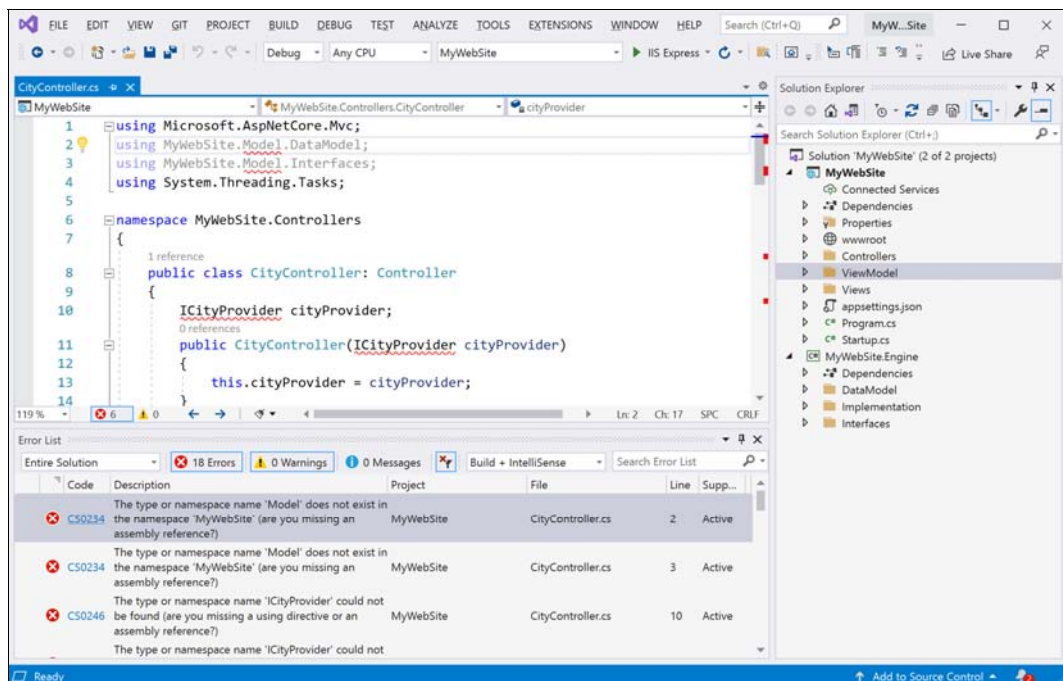 FILE EDIT VIEW GIT PROJECT BUILD DEBUG TEST ANALYZE TOOLS EXTENSIONS WINDOW HELP Search (Ctrl+Q) MyW...Site
Debug Any CPU MyWebSite IIS Express Live Share
CityController.cs
MyWebSite MyWebSite.Controllers.CityController cityProvider
1 using Microsoft.AspNetCore.Mvc;
2 using MyWebSite.Model.DataModel;
3 using MyWebSite.Model.Interfaces;
4 using System.Threading.Tasks;
5
6 namespace MyWebSite.Controllers
7 {
1 reference
8 public class CityController: Controller
9 {
10 ICityProvider cityProvider;
0 references
11 public CityController(ICityProvider cityProvider)
12 {
13 this.cityProvider = cityProvider;
14 }
119 % 6 0 Ln: 2 Ch: 17 SPC CRLF
Error List
Entire Solution 18 Errors 0 Warnings 0 Messages Build + IntelliSense Search Error List
Code Description Project File Line Supp...
The type or namespace name 'Model' does not exist in
CS0234 the namespace 'MyWebSite' (are you missing an MyWebSite CityController.cs 2 Active
assembly reference?)
The type or namespace name 'Model' does not exist in
CS0234 the namespace 'MyWebSite' (are you missing an MyWebSite CityController.cs 3 Active
assembly reference?)
The type or namespace name 'ICityProvider' could not
CS0246 be found (are you missing a using directive or an MyWebSite CityController.cs 10 Active
assembly reference?)
The type or namespace name 'ICityProvider' could not
Solution Explorer
Search Solution Explorer (Ctrl+;)
Solution 'MyWebSite' (2 of 2 projects)
MyWebSite
Connected Services
Dependencies
Properties
wwwroot
Controllers
ViewModel
Views
appsettings.json
C# Program.cs
C# Startup.cs
C# MyWebSite.Engine
Dependencies
DataModel
Implementation
Interfaces
Ready Add to Source Control 2